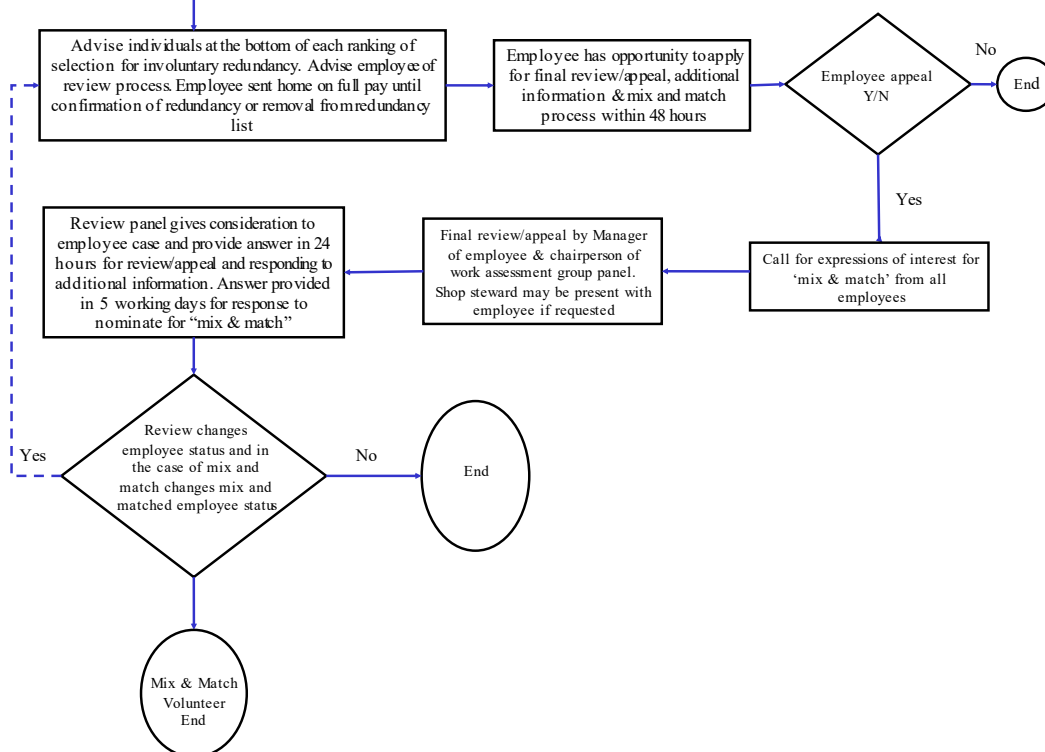 Advise individuals at the bottom of each ranking of
selection for involuntary redundancy. Advise employee of
review process. Employee sent home on full pay until
confirmation of redundancy or removal from redundancy
list
Employee has opportunity to apply
for final review/appeal, additional
information & mix and match
process within 48 hours
Employee appeal
Y/N
No
End
Yes
Call for expressions of interest for
‘mix & match’ from all
employees
Final review/appeal by Manager
of employee & chairperson of
work assessment group panel.
Shop steward may be present with
employee if requested
Review panel gives consideration to
employee case and provide answer in 24
hours for review/appeal and responding to
additional information. Answer provided
in 5 working days for response to
nominate for “mix & match”
Review changes
employee status and in
the case of mix and
match changes mix and
matched employee status
Yes
No
End
Mix & Match
Volunteer
End